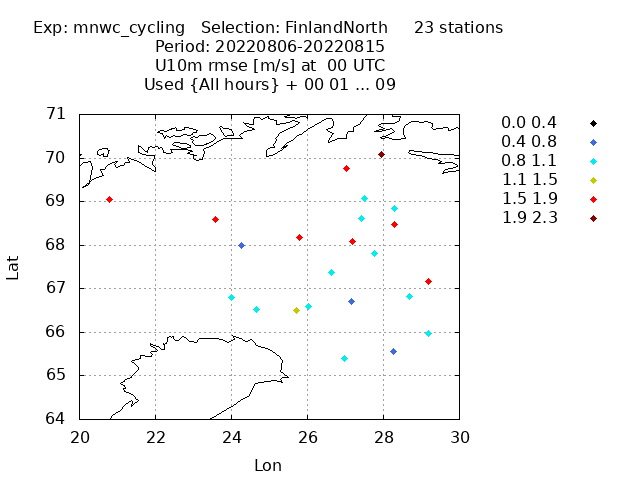 Exp: mnwc_cycling   Selection: FinlandNorth     23 stations
Period: 20220806-20220815
U10m rmse [m/s] at  00 UTC
Used {All hours} + 00 01 ... 09
0.0 0.4
0.4 0.8
0.8 1.1
1.1 1.5
1.5 1.9
1.9 2.3
71
70
69
68
67
66
65
64
Lat
20 22 24 26 28 30
Lon